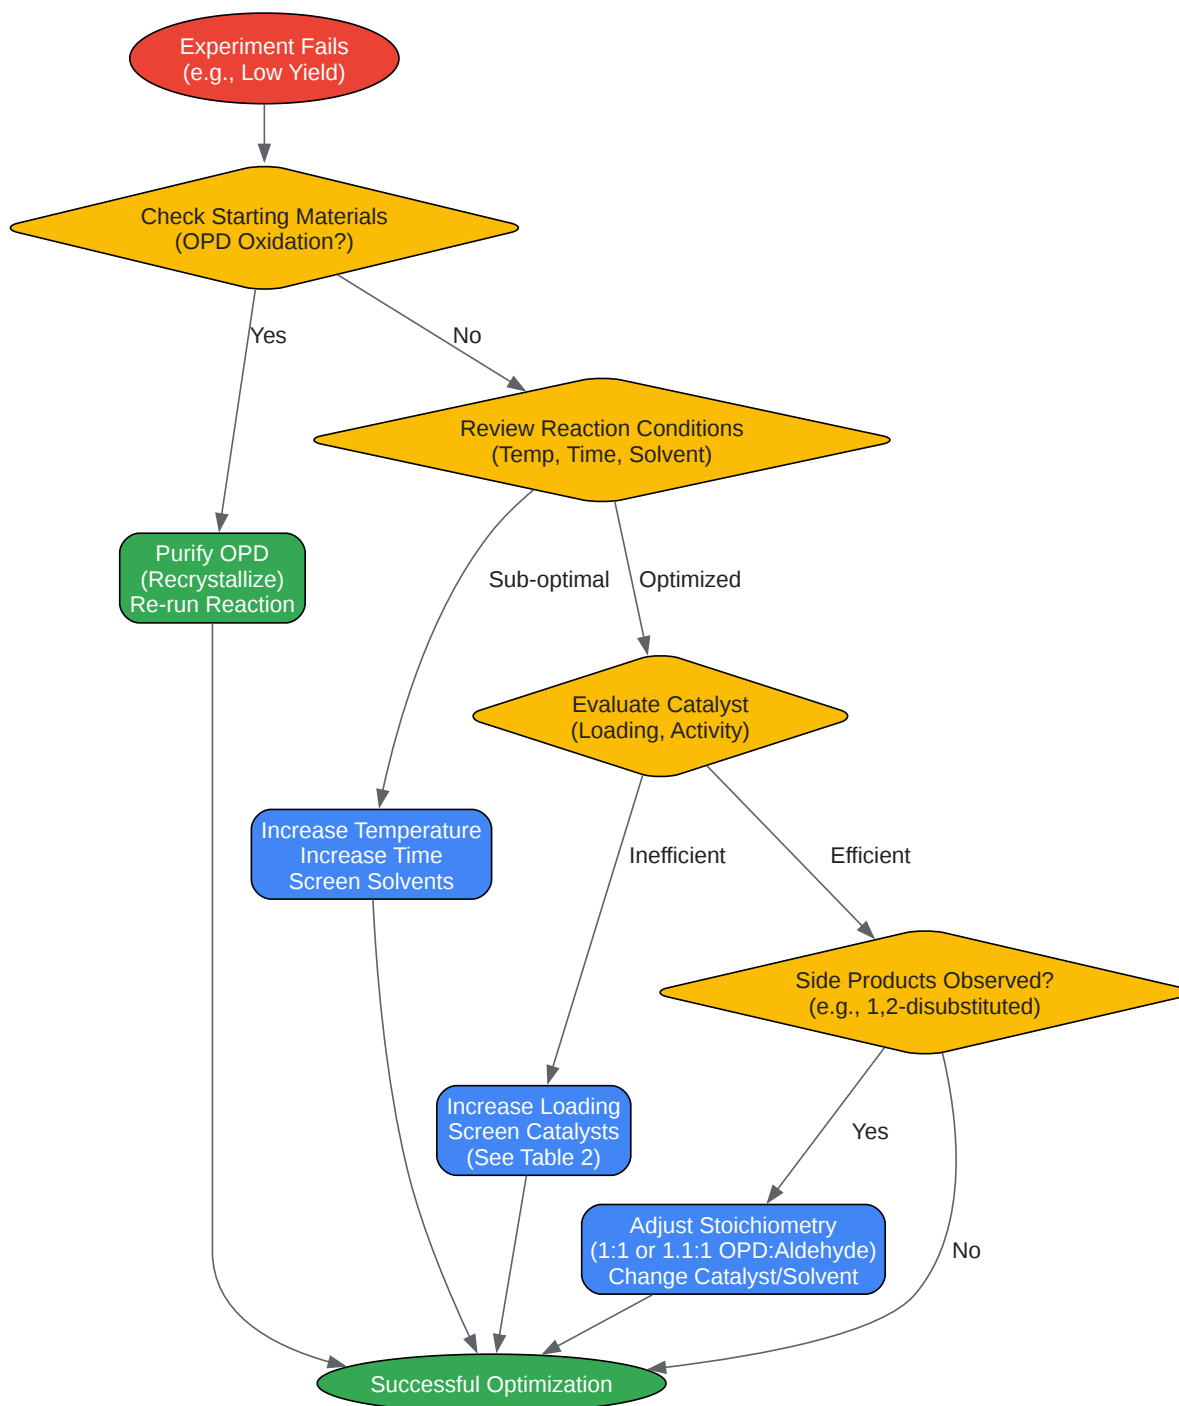 Experiment Fails
(e.g., Low Yield)
Check Starting Materials
(OPD Oxidation?)
Yes
No
Review Reaction Conditions
(Temp, Time, Solvent)
Purify OPD
(Recrystallize)
Re-run Reaction
Sub-optimal
Optimized
Evaluate Catalyst
(Loading, Activity)
Increase Temperature
Increase Time
Screen Solvents
Inefficient
Efficient
Side Products Observed?
(e.g., 1,2-disubstituted)
Increase Loading
Screen Catalysts
(See Table 2)
Yes
Adjust Stoichiometry
(1:1 or 1.1:1 OPD:Aldehyde)
Change Catalyst/Solvent
No
Successful Optimization